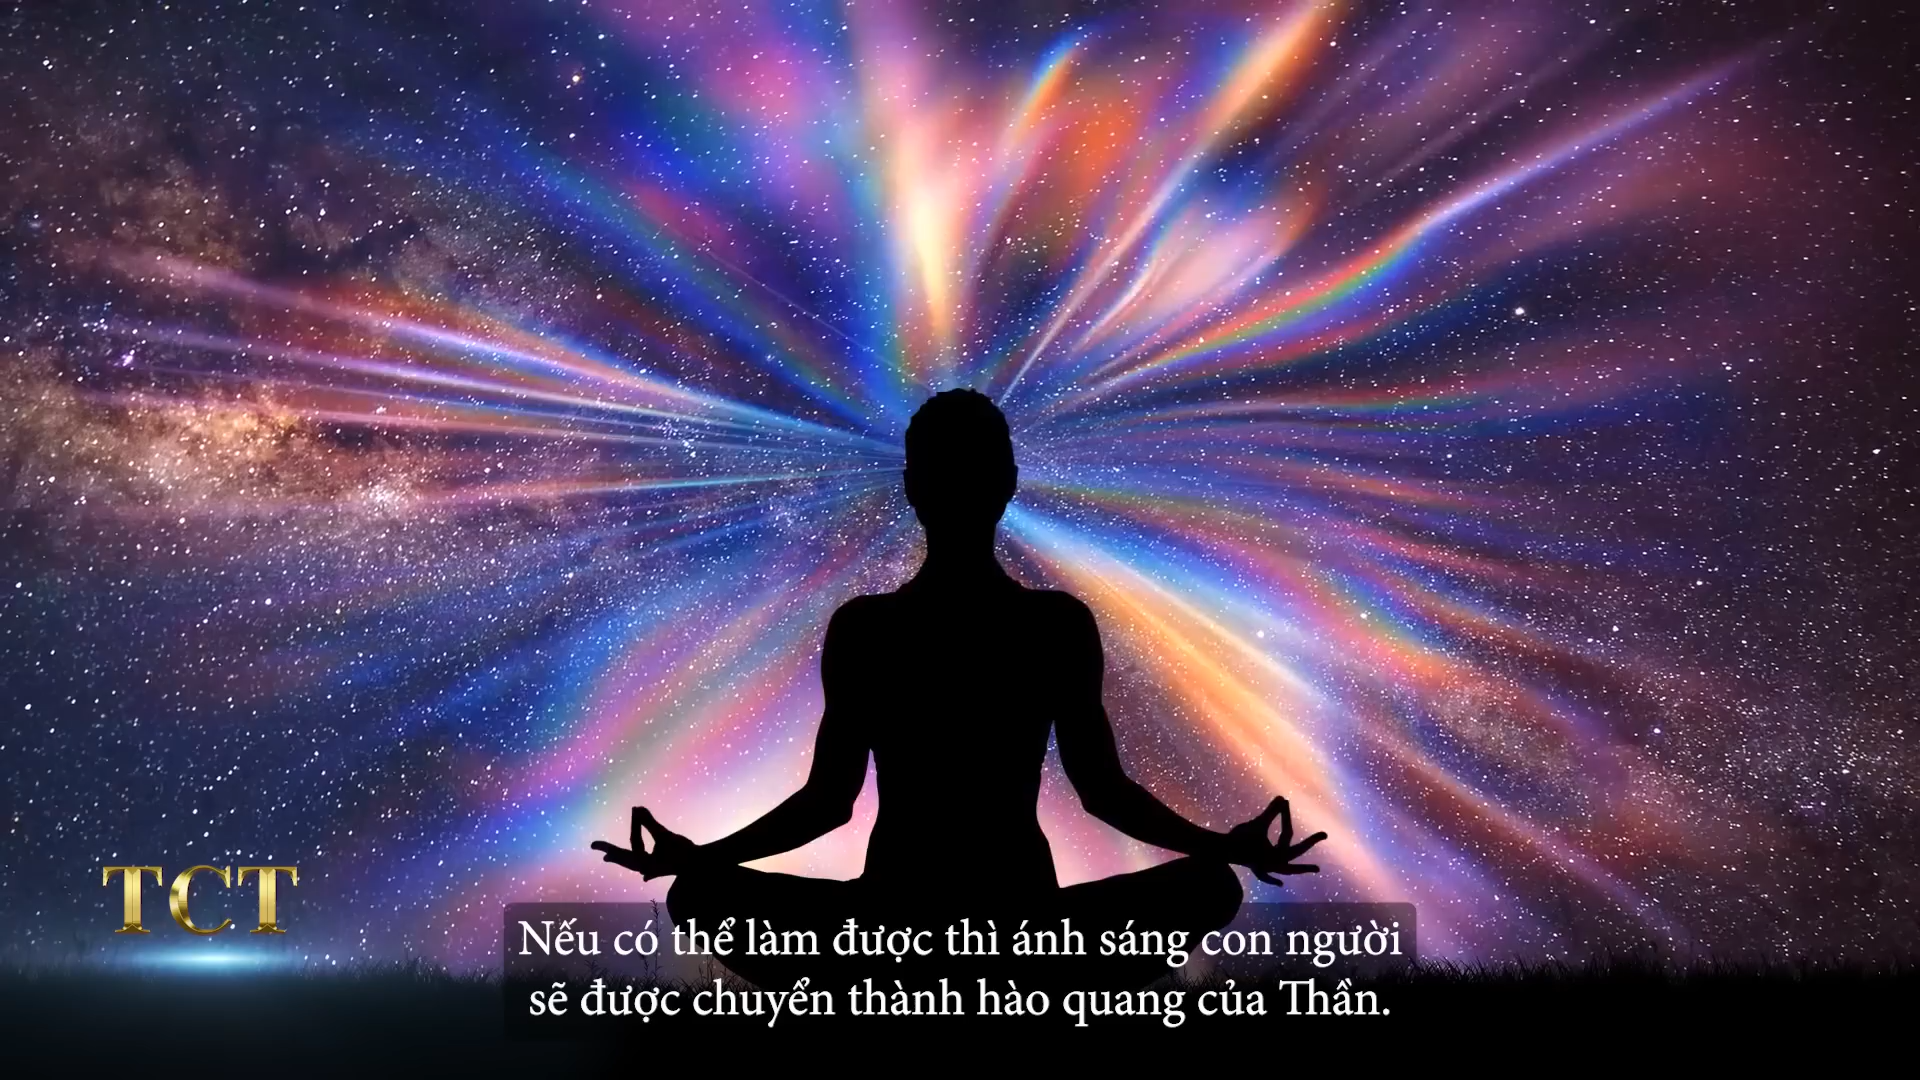 TCT
Nếu có thể làm được thì ánh sáng con người
sẽ được chuyển thành hào quang của Thần.